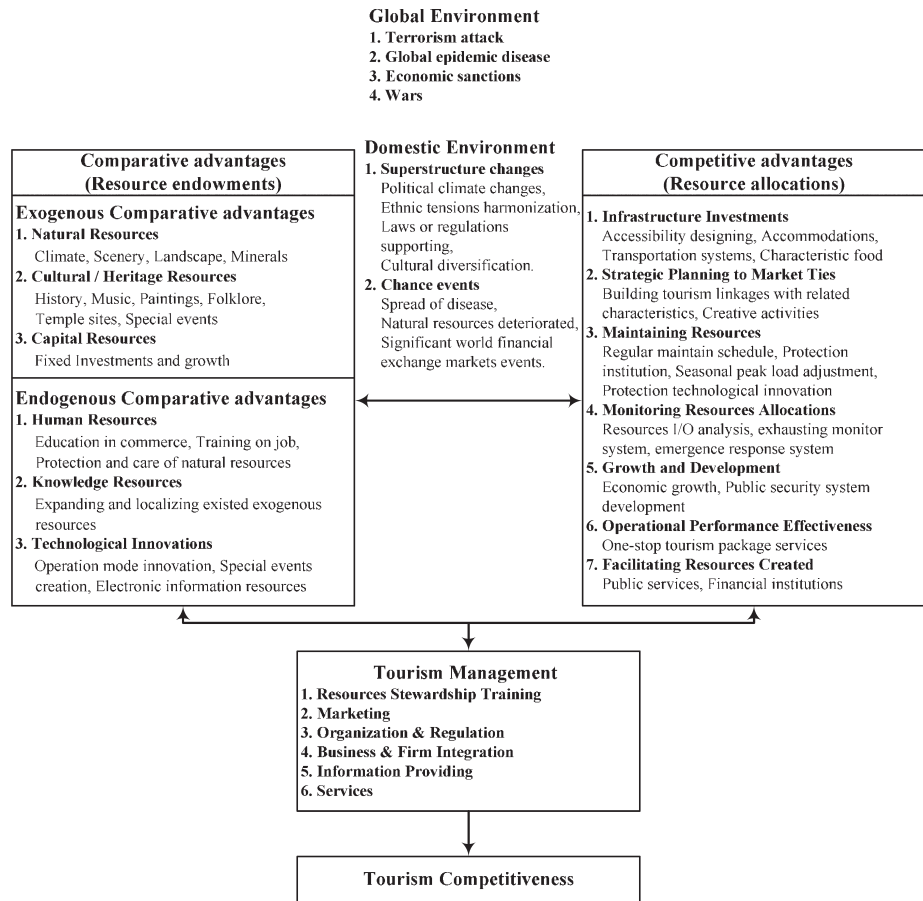 Global Environment
1. Terrorism attack
2. Global epidemic disease
3. Economic sanctions
4. Wars
Comparative advantages
(Resource endowments)
Exogenous Comparative advantages
1. Natural Resources
Climate, Scenery, Landscape, Minerals
2. Cultural / Heritage Resources
History, Music, Paintings, Folklore,
Temple sites, Special events
3. Capital Resources
Fixed Investments and growth
Endogenous Comparative advantages
1. Human Resources
Education in commerce, Training on job,
Protection and care of natural resources
2. Knowledge Resources
Expanding and localizing existed exogenous
resources
3. Technological Innovations
Operation mode innovation, Special events
creation, Electronic information resources
Domestic Environment
1. Superstructure changes
Political climate changes,
Ethnic tensions harmonization,
Laws or regulations
supporting,
Cultural diversification.
2. Chance events
Spread of disease,
Natural resources deteriorated,
Significant world financial
exchange markets events.
Competitive advantages
(Resource allocations)
1. Infrastructure Investments
Accessibility designing, Accommodations,
Transportation systems, Characteristic food
2. Strategic Planning to Market Ties
Building tourism linkages with related
characteristics, Creative activities
3. Maintaining Resources
Regular maintain schedule, Protection
institution, Seasonal peak load adjustment,
Protection technological innovation
4. Monitoring Resources Allocations
Resources I/O analysis, exhausting monitor
system, emergence response system
5. Growth and Development
Economic growth, Public security system
development
6. Operational Performance Effectiveness
One-stop tourism package services
7. Facilitating Resources Created
Public services, Financial institutions
Tourism Management
1. Resources Stewardship Training
2. Marketing
3. Organization & Regulation
4. Business & Firm Integration
5. Information Providing
6. Services
Tourism Competitiveness